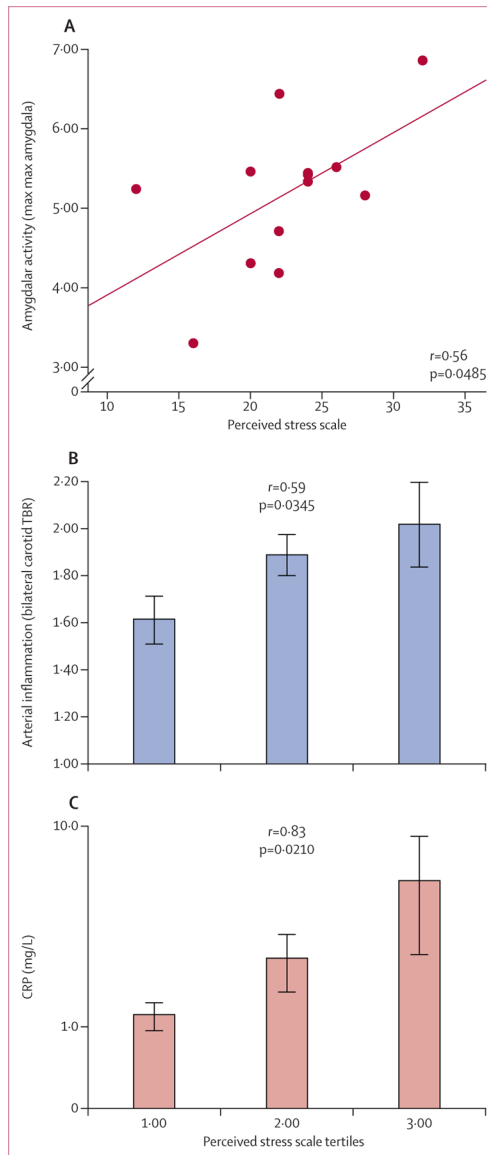 A
7·00
6·00
5·00
4·00
3·00
0
Amygdalar activity (max max amygdala)
r=0·56
p=0·0485
10 15 20 25 30 35
Perceived stress scale
B
2·20
2·00
1·80
1·60
1·40
1·20
1·00
Arterial inflammation (bilateral carotid TBR)
r=0·59
p=0·0345
C
10·0
1·0
0
CRP (mg/L)
r=0·83
p=0·0210
1·00 2·00 3·00
Perceived stress scale tertiles